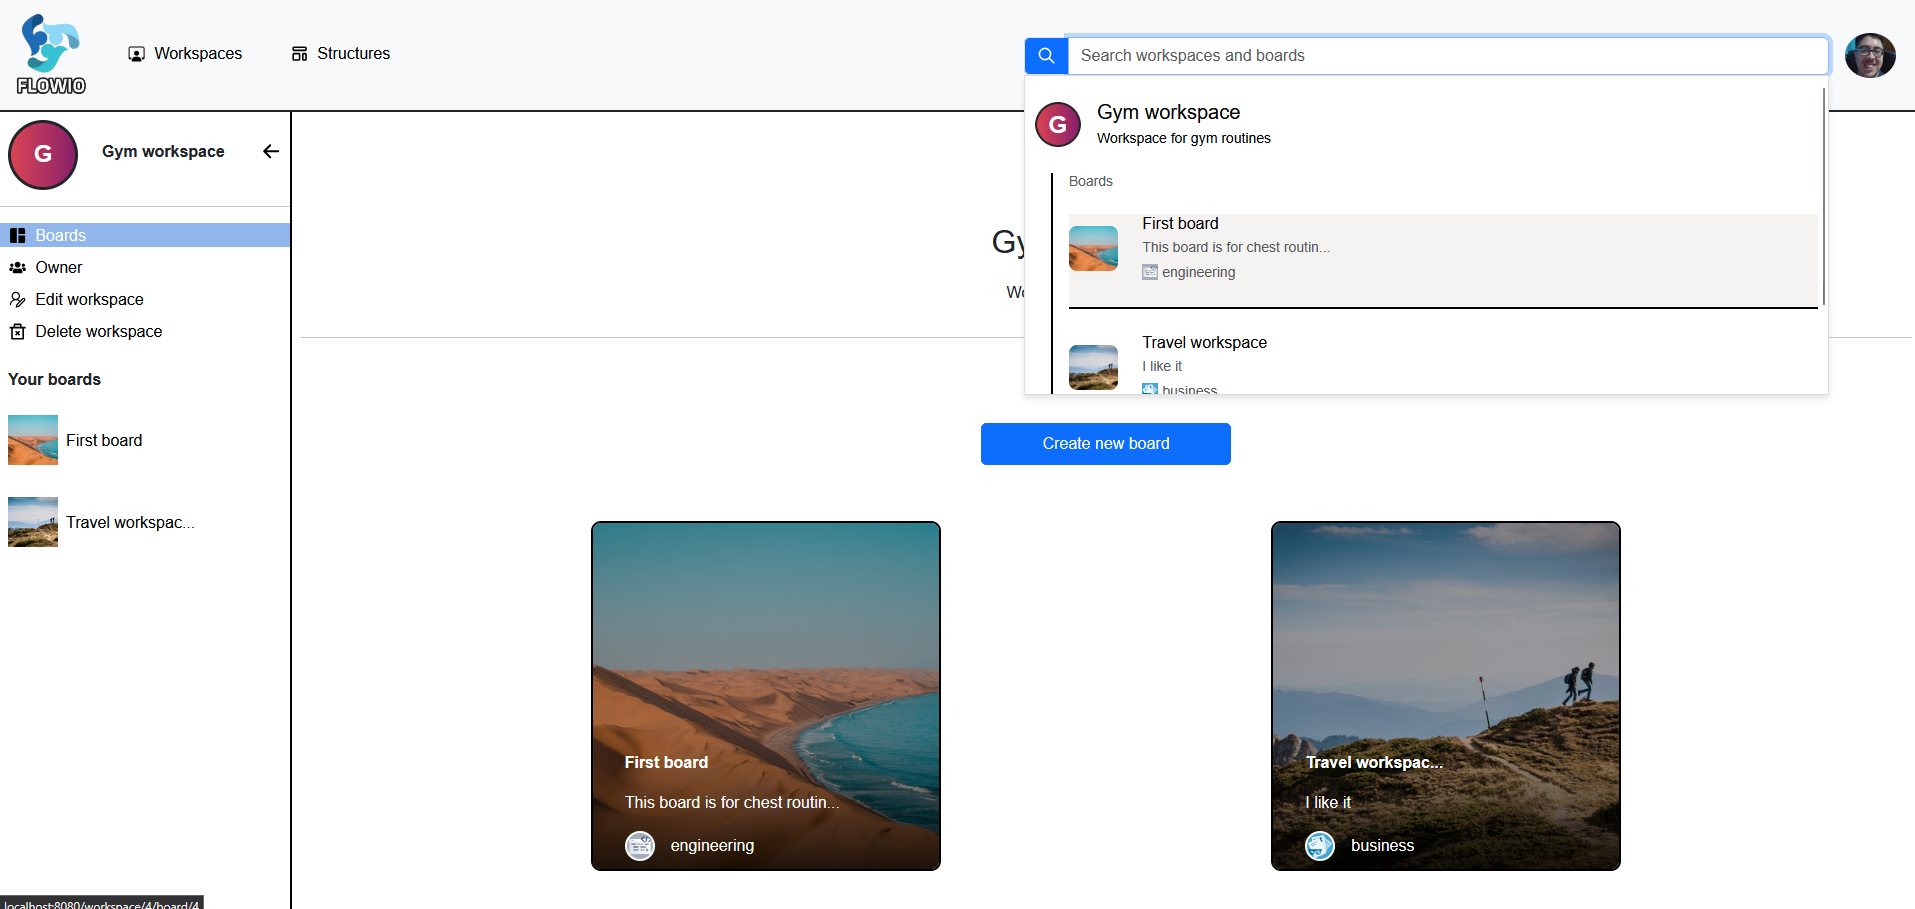 FLOWIO
Workspaces
Structures
Search workspaces and boards
G
Gym workspace
Workspace for gym routines
Boards
First board
This board is for chest routin...
engineering
Travel workspace
I like it
business
G
Gym workspace
Boards
Owner
Edit workspace
Delete workspace
Your boards
First board
Travel workspac...
Gy
Wo
Create new board
First board
This board is for chest routin...
engineering
Travel workspac...
I like it
business
localhost:8080/workspace/4/board/4